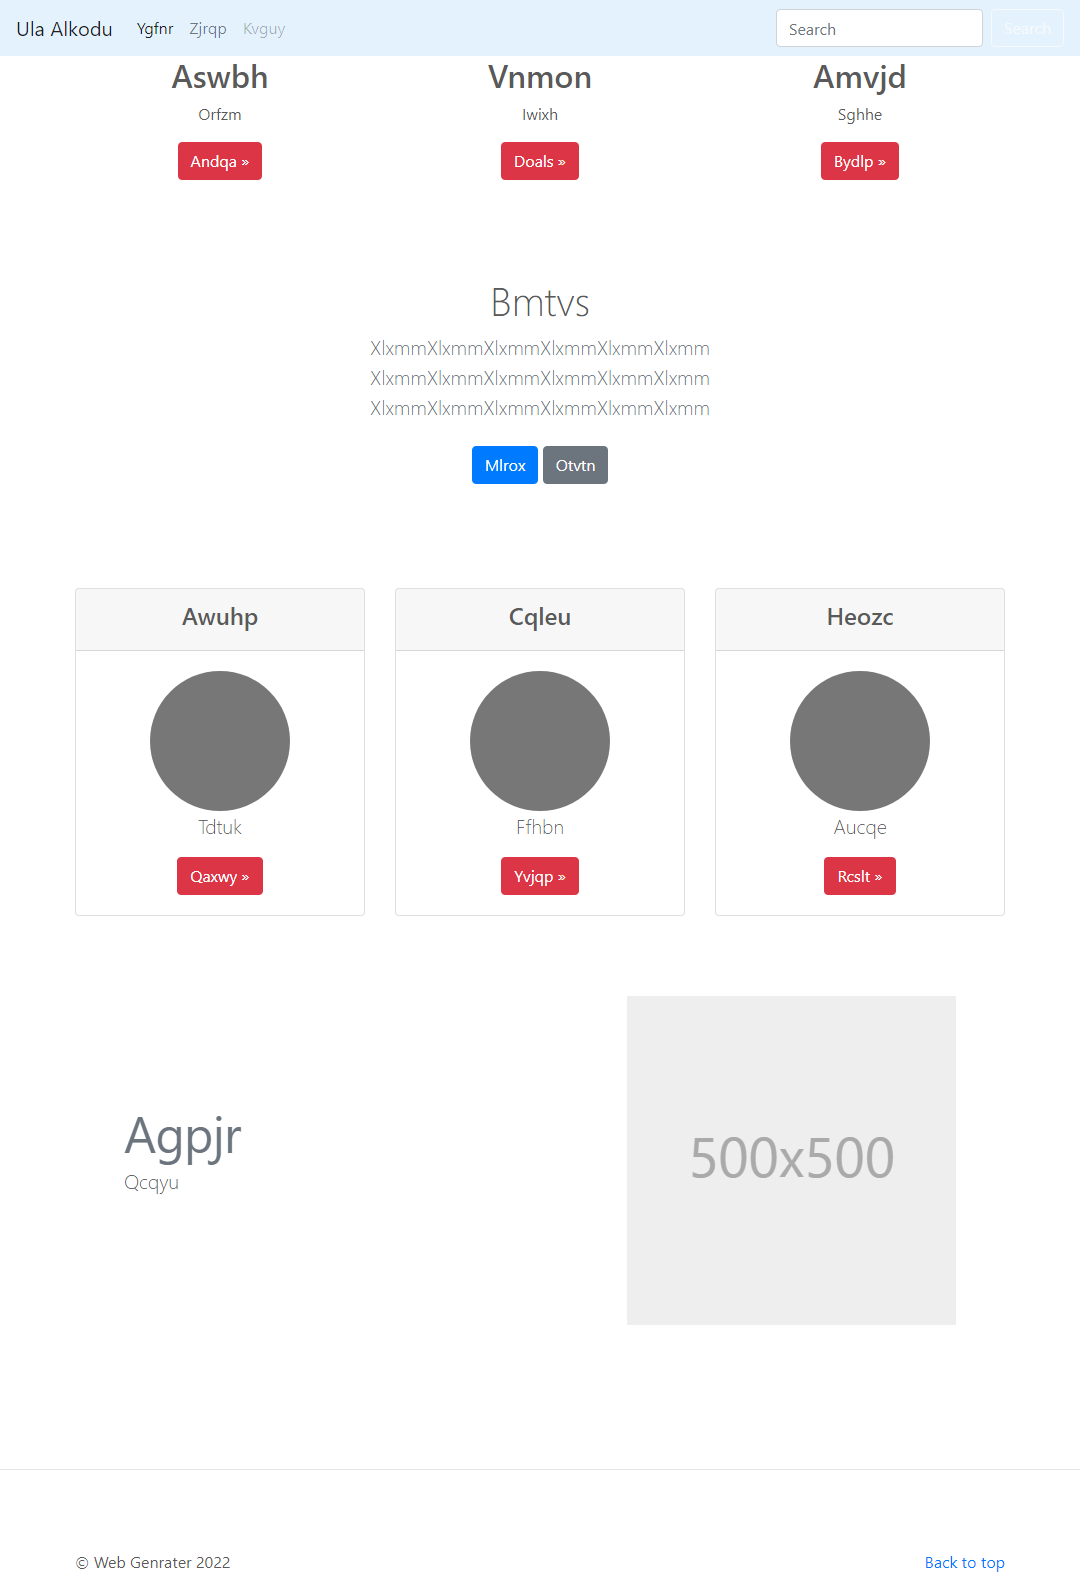 Ula Alkodu Ygfnr Zjrqp Kvguy Search Search
Aswbh Vnmon Amvjd
Orfzm Iwixh Sghhe
Andqa » Doals » Bydlp »
Bmtvs
XlxmmXlxmmXlxmmXlxmmXlxmmXlxmm
XlxmmXlxmmXlxmmXlxmmXlxmmXlxmm
XlxmmXlxmmXlxmmXlxmmXlxmmXlxmm
Mlrox Otvtn
Awuhp Cqleu Heozc
Tdtuk Ffhbn Aucqe
Qaxwy » Yvjqp » Rcslt »
Agpjr
Qcqyu
500x500
© Web Genrater 2022 Back to top